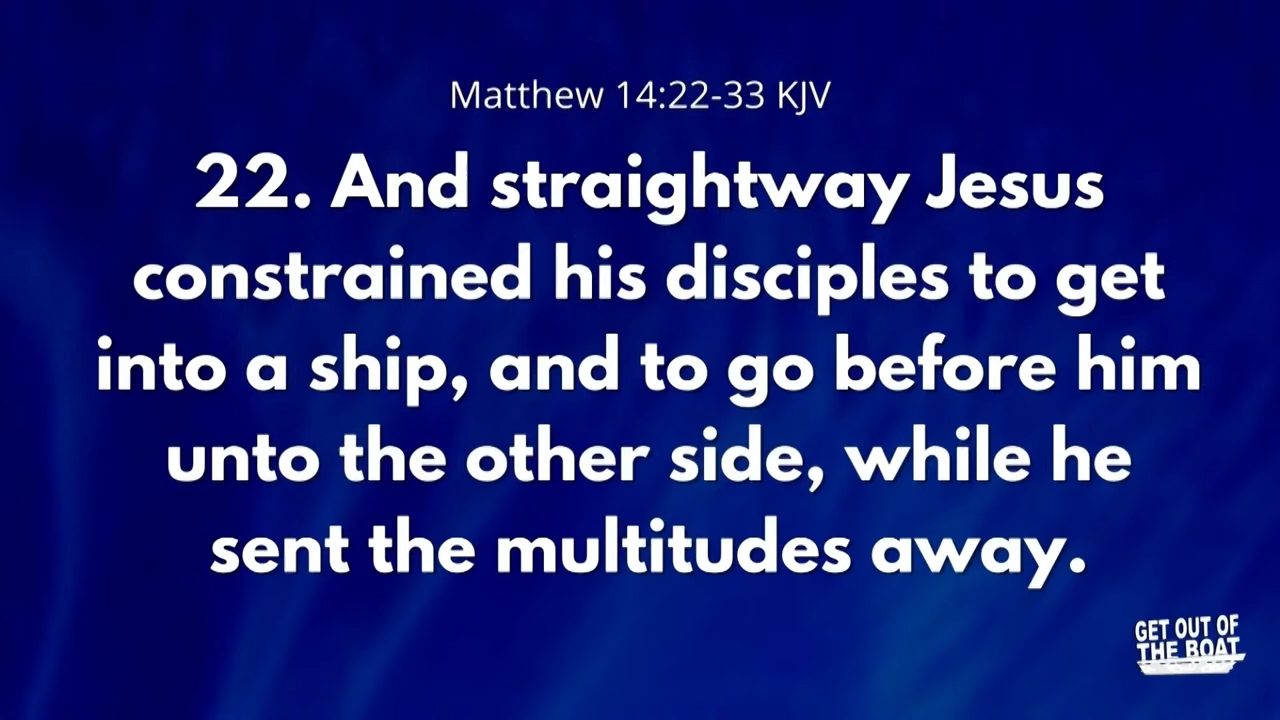 Matthew 14:22-33 KJV
22. And straightway Jesus
constrained his disciples to get
into a ship, and to go before him
unto the other side, while he
sent the multitudes away.
GET OUT OF
THE BOAT